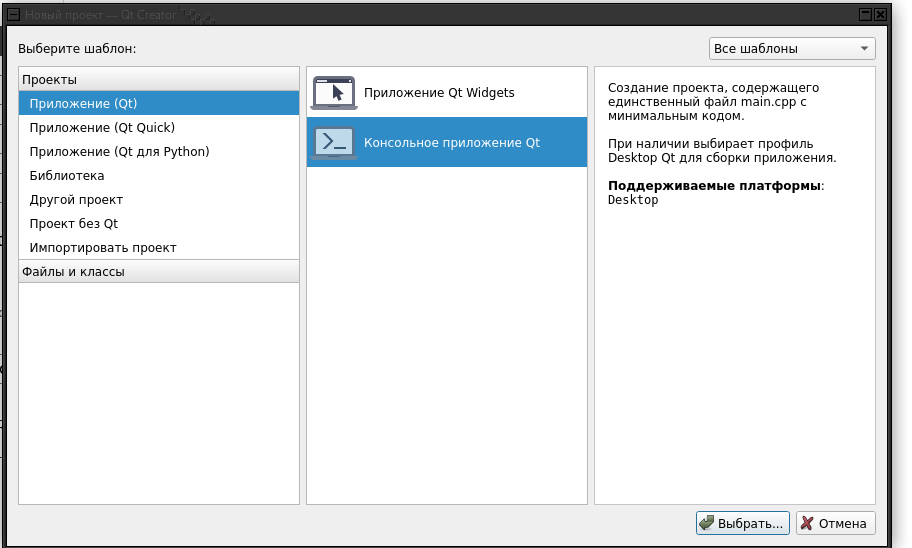 Новый проект — Qt Creator
Выберите шаблон:
Все шаблоны
Проекты
Приложение (Qt)
Приложение (Qt Quick)
Приложение (Qt для Python)
Библиотека
Другой проект
Проект без Qt
Импортировать проект
Файлы и классы
Приложение Qt Widgets
Консольное приложение Qt
Создание проекта, содержащего
единственный файл main.cpp с
минимальным кодом.
При наличии выбирает профиль
Desktop Qt для сборки приложения.
Поддерживаемые платформы:
Desktop
Выбрать...
Отмена